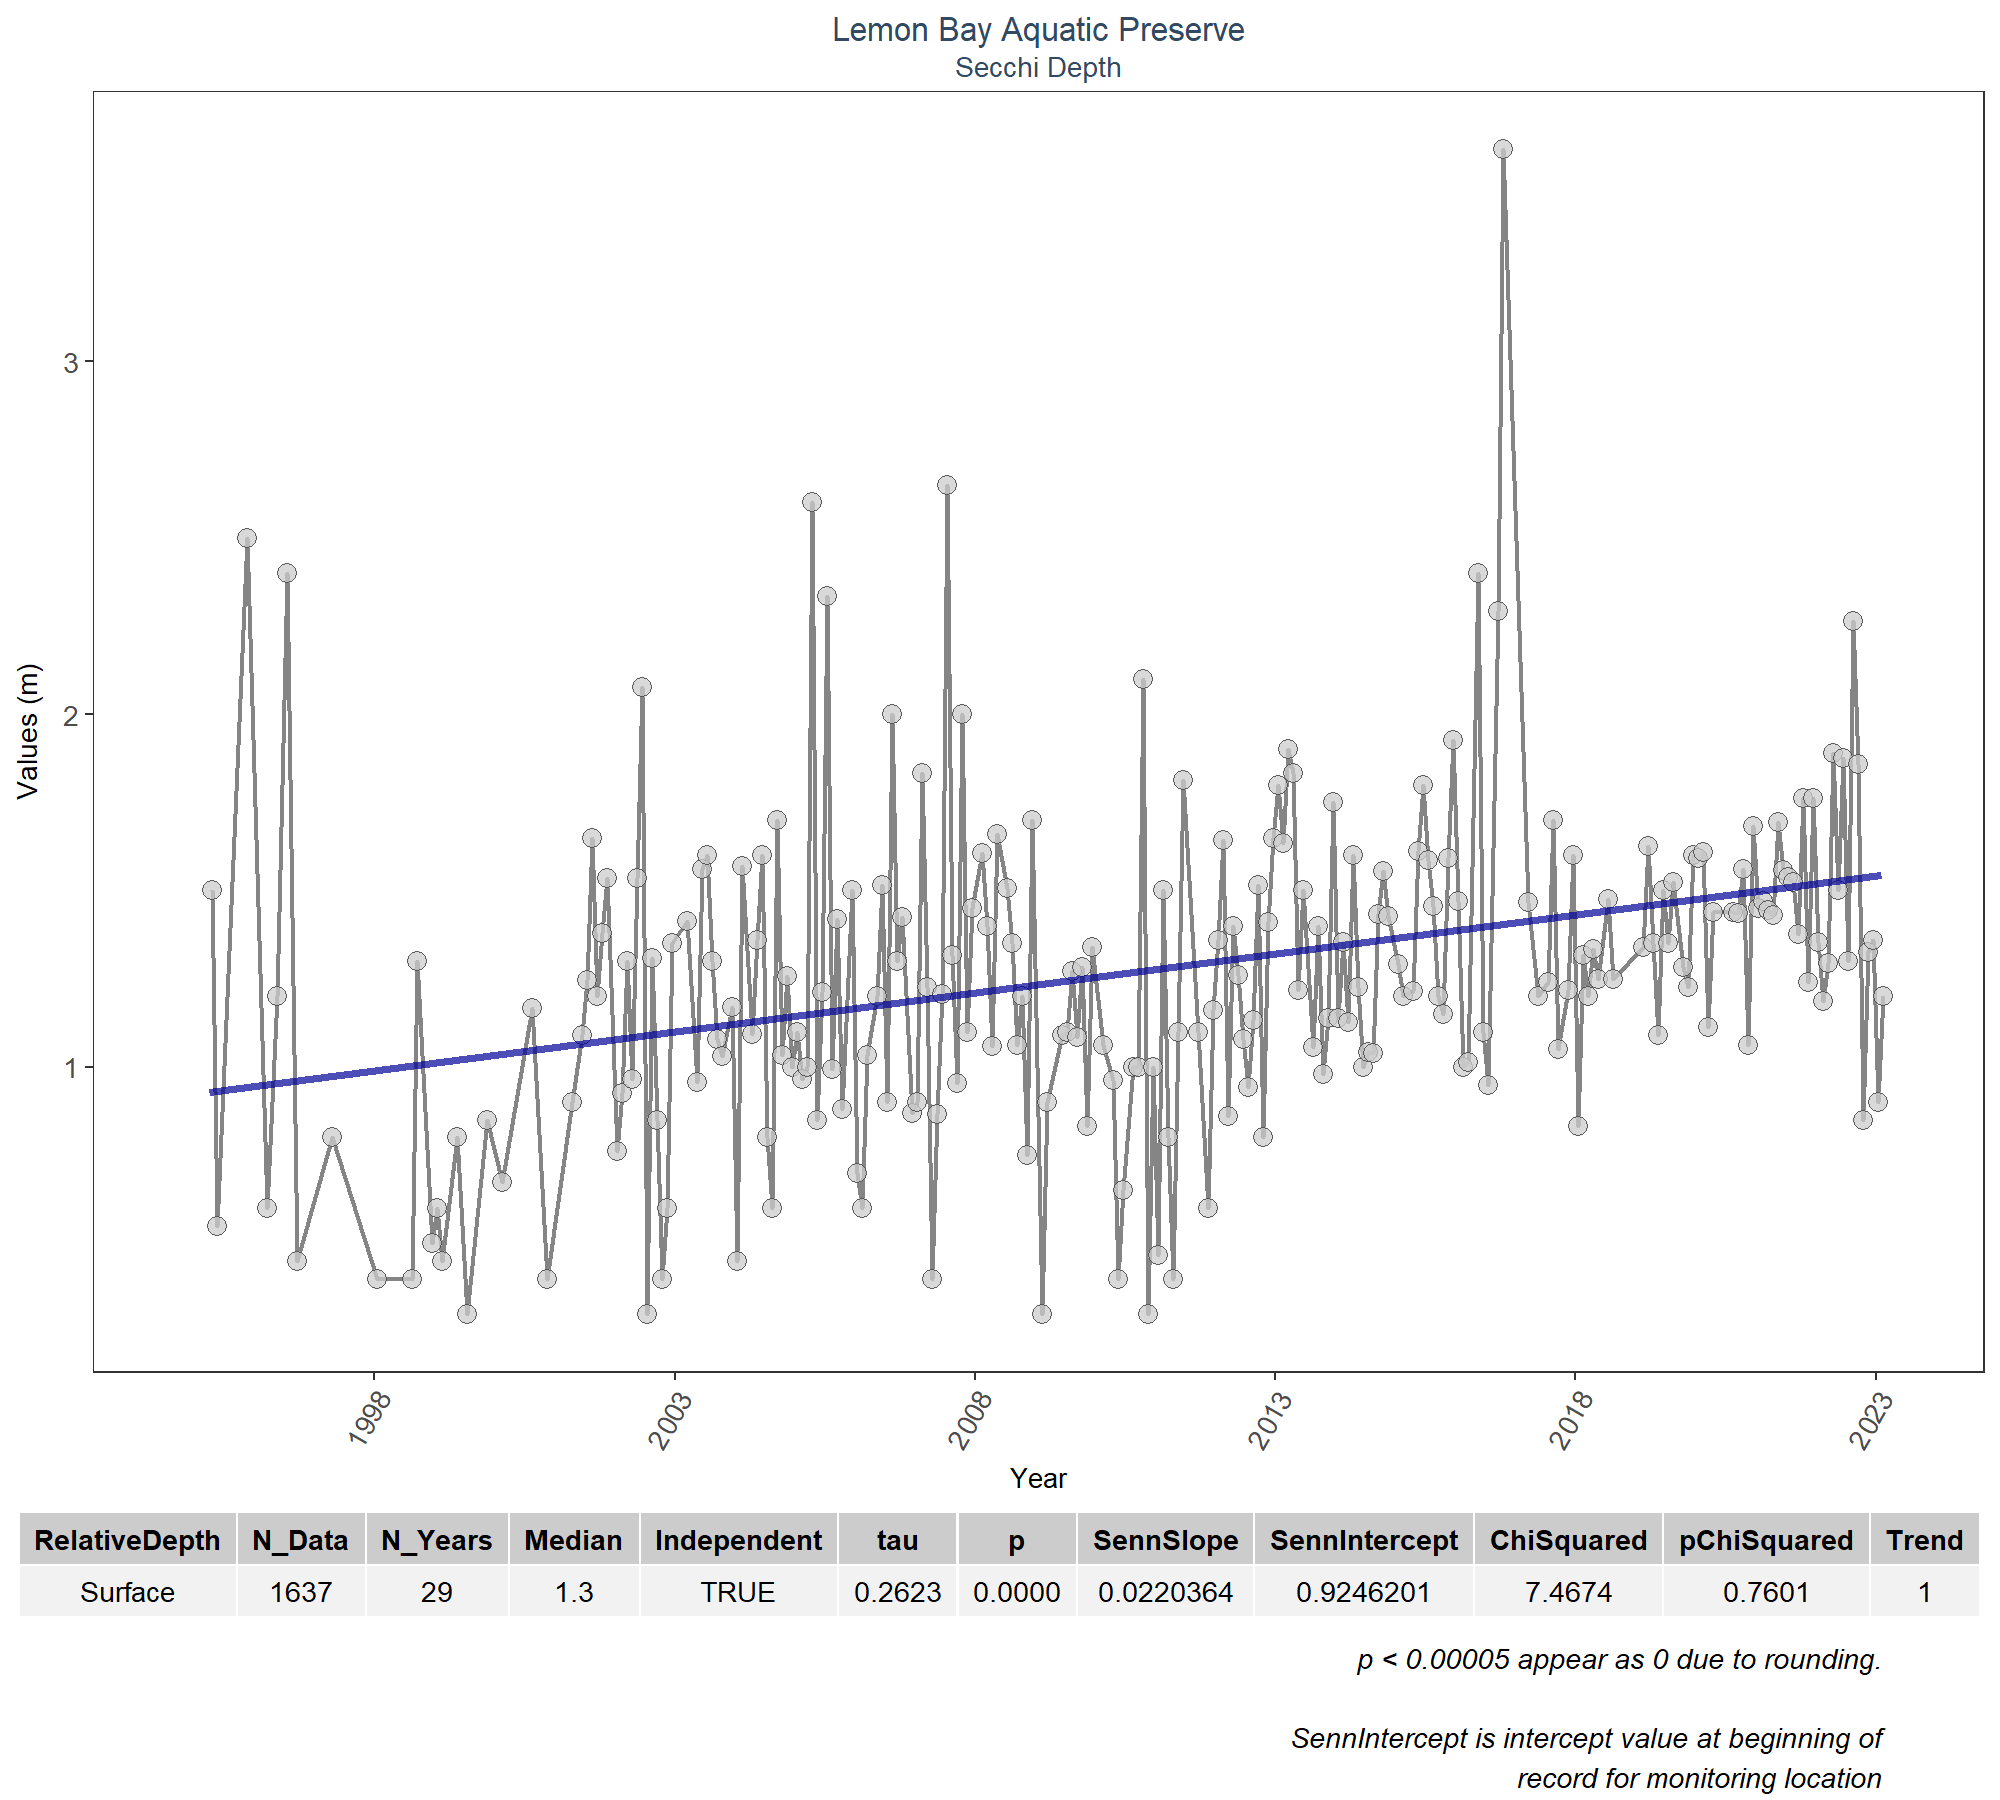 Lemon Bay Aquatic Preserve
Secchi Depth
Values (m)
3
2
1
1998
2003
2008
2013
2018
2023
Year
RelativeDepth N_Data N_Years Median Independent tau p SennSlope SennIntercept ChiSquared pChiSquared Trend
Surface 1637 29 1.3 TRUE 0.2623 0.0000 0.0220364 0.9246201 7.4674 0.7601 1
p < 0.00005 appear as 0 due to rounding.
SennIntercept is intercept value at beginning of
record for monitoring location